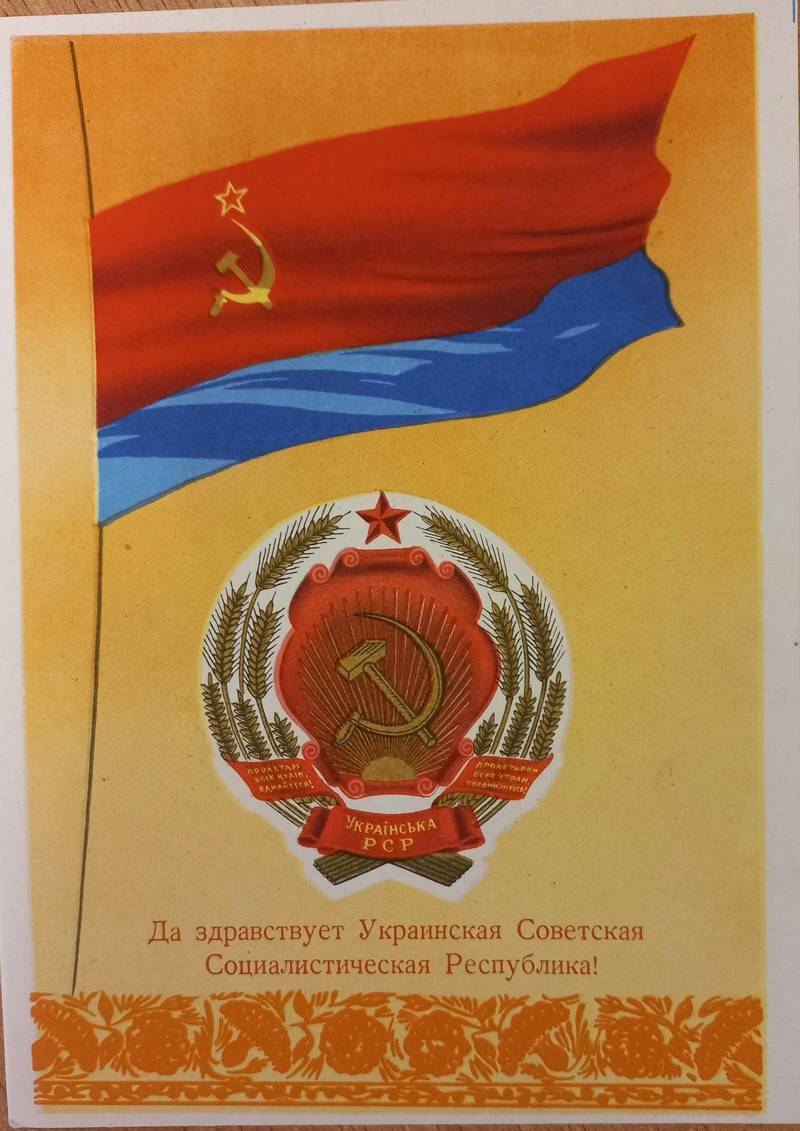 ПРОЛЕТАРІ
ВСІХ КРАЇН,
ЄДНАЙТЕСЯ!
ПРОЛЕТАРИИ
ВСЕХ СТРАН,
СОЕДИНЯЙТЕСЬ!
УКРАЇНСЬКА
РСР
Да здравствует Украинская Советская
Социалистическая Республика!